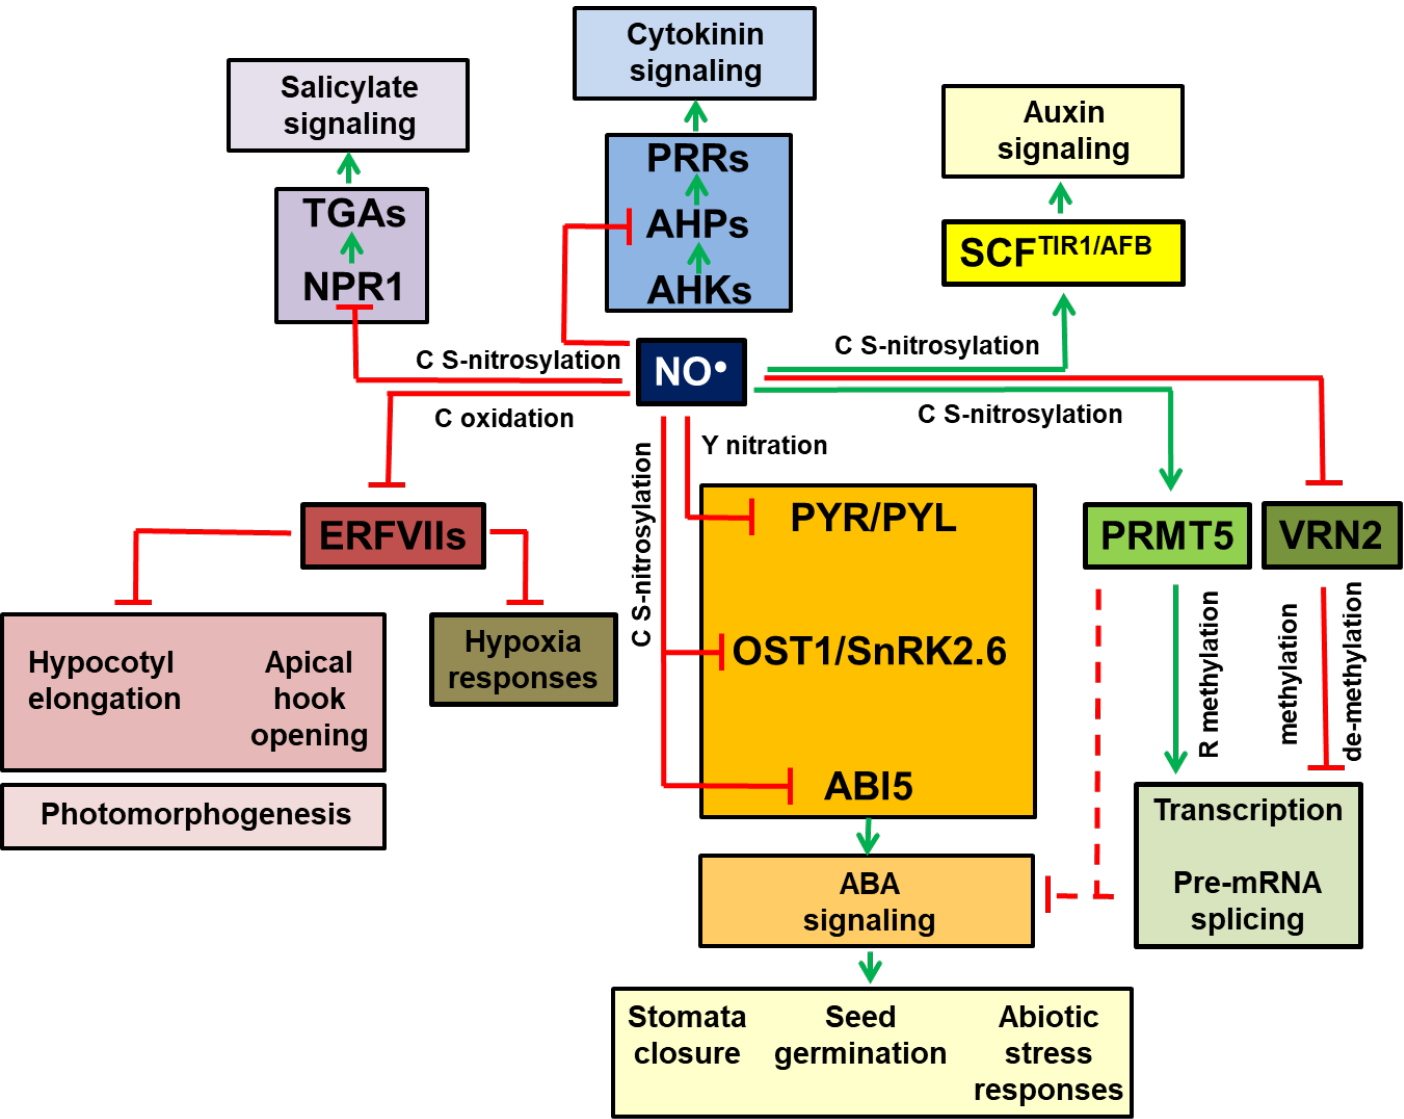 Cytokinin
signaling
Salicylate
signaling
Auxin
signaling
PRRs
AHPs
AHKs
TGAs
NPR1
SCF^TIR1/AFB
C S-nitrosylation
NO•
C S-nitrosylation
C oxidation
C S-nitrosylation
Y nitration
C S-nitrosylation
ERFVIIs
PYR/PYL
PRMT5
VRN2
Hypocotyl
elongation
Apical
hook
opening
Hypoxia
responses
OST1/SnRK2.6
R methylation
methylation
de-methylation
Photomorphogenesis
ABI5
Transcription
Pre-mRNA
splicing
ABA
signaling
Stomata
closure
Seed
germination
Abiotic
stress
responses